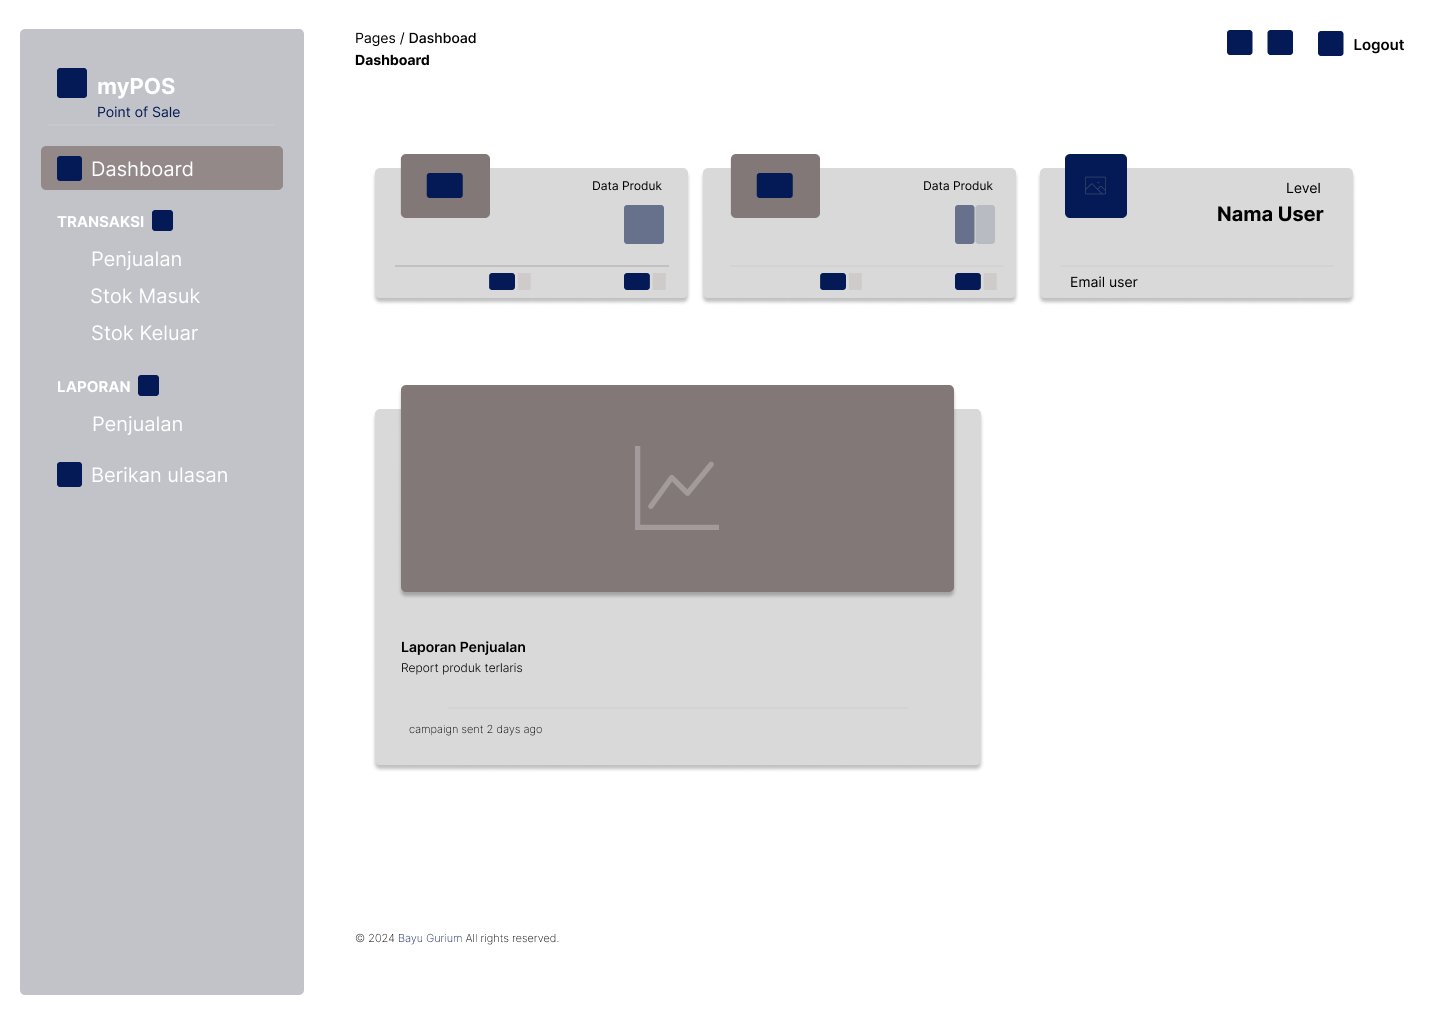 myPOS
Point of Sale
Dashboard
TRANSAKSI
Penjualan
Stok Masuk
Stok Keluar
LAPORAN
Penjualan
Berikan ulasan
Pages / Dashboad
Dashboard
Logout
Data Produk
Data Produk
Level
Nama User
Email user
Laporan Penjualan
Report produk terlaris
campaign sent 2 days ago
© 2024 Bayu Gurium All rights reserved.